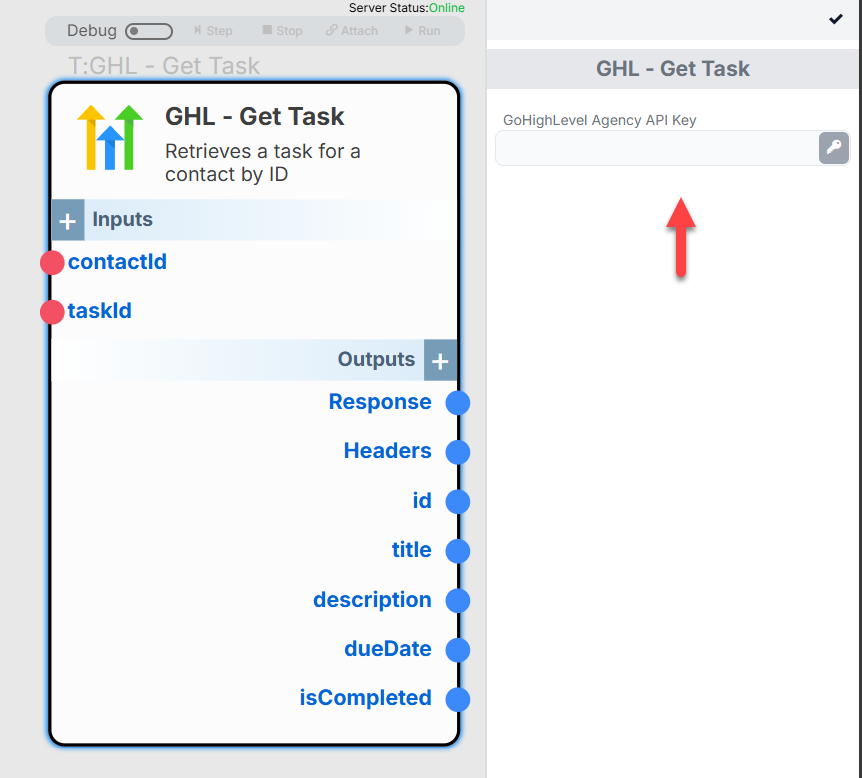 Server Status:Online
Debug Step Stop Attach Run
T:GHL - Get Task
GHL - Get Task
Retrieves a task for a
contact by ID
+ Inputs
contactId
taskId
Outputs +
Response
Headers
id
title
description
dueDate
isCompleted
GHL - Get Task
GoHighLevel Agency API Key